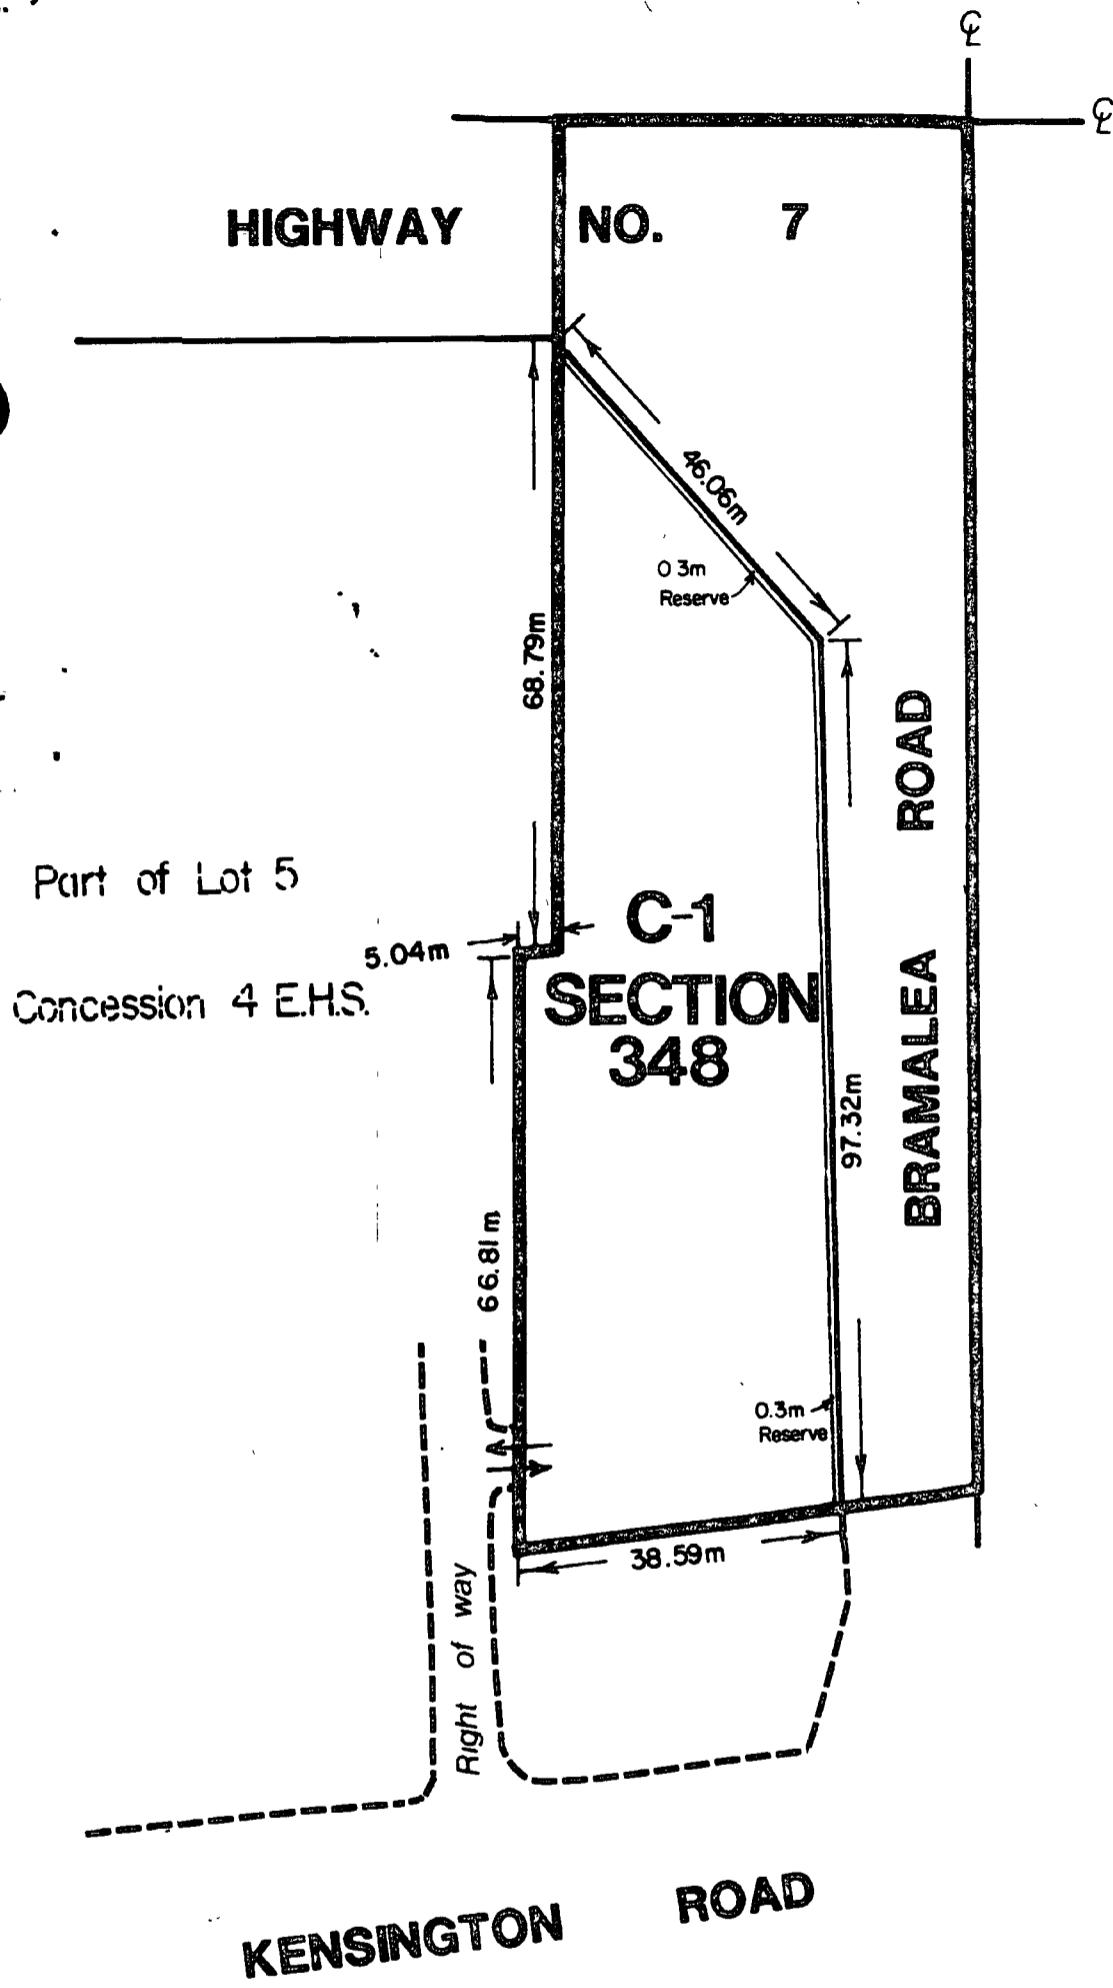 ℄
℄
HIGHWAY NO. 7
46.06m
0 3m
Reserve
68.79m
BRAMALEA ROAD
Part of Lot 5
C-1
5.04m
SECTION
Concession 4 E.H.S.
348
97.32m
66.81m
0.3m
Reserve
38.59m
Right of way
KENSINGTON ROAD